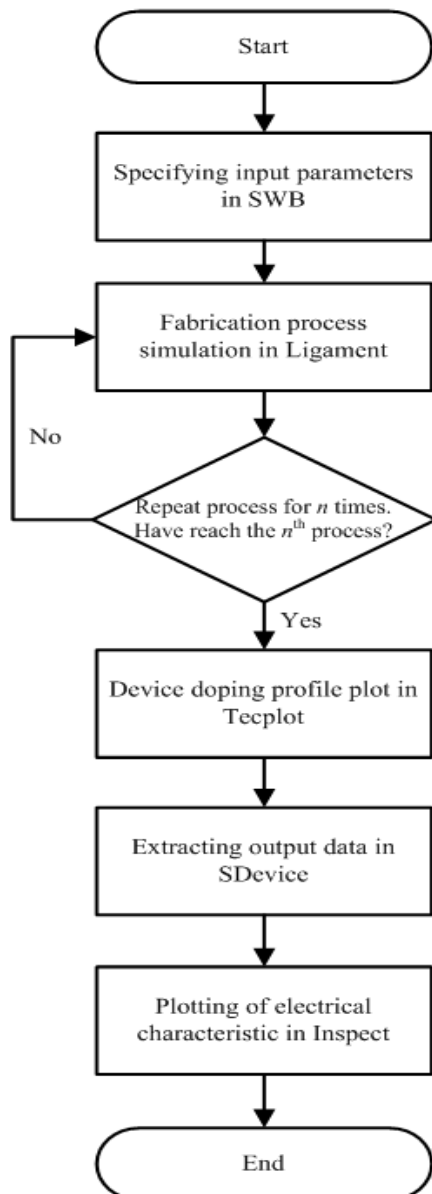 Start
Specifying input parameters
in SWB
Fabrication process
simulation in Ligament
No
Repeat process for n times.
Have reach the nth process?
Yes
Device doping profile plot in
Tecplot
Extracting output data in
SDevice
Plotting of electrical
characteristic in Inspect
End